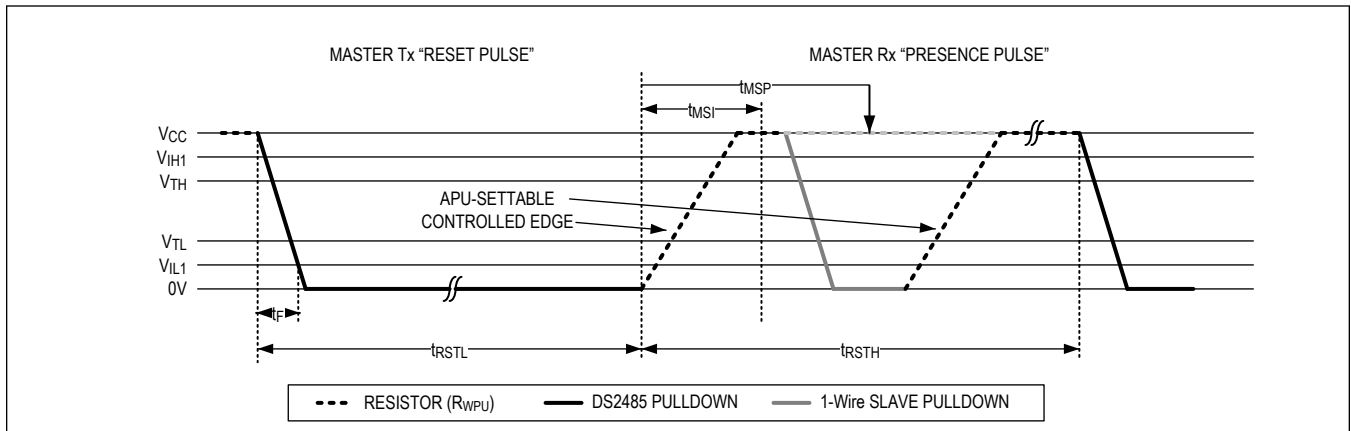 MASTER Tx “RESET PULSE”
MASTER Rx “PRESENCE PULSE”
tMSP
tMSI
VCC
VIH1
VTH
APU-SETTABLE
CONTROLLED EDGE
VTL
VIL1
0V
tF
tRSTL
tRSTH
RESISTOR (RWPU)
DS2485 PULLDOWN
1-Wire SLAVE PULLDOWN